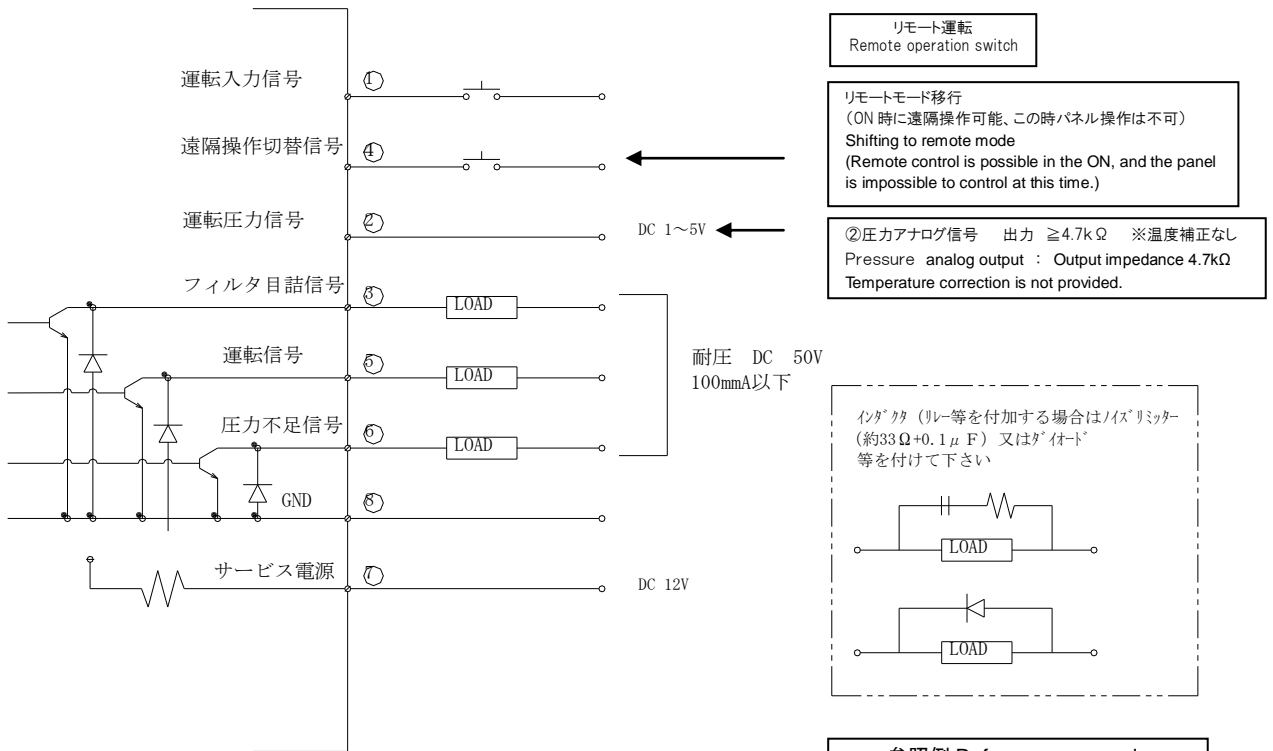 リモート運転
Remote operation switch
運転入力信号 ①
リモートモード移行
（ON 時に遠隔操作可能、この時パネル操作は不可）
Shifting to remote mode
(Remote control is possible in the ON, and the panel
is impossible to control at this time.)
遠隔操作切替信号 ④
運転圧力信号 ② DC 1～5V
②圧力アナログ信号 出力 ≧4.7kΩ ※温度補正なし
Pressure analog output ： Output impedance 4.7kΩ
Temperature correction is not provided.
フィルタ目詰信号 ③ LOAD
運転信号 ⑤ LOAD
耐圧 DC 50V
100mmA以下
圧力不足信号 ⑥ LOAD
GND ⑧
サービス電源 ⑦ DC 12V
インダクタ（リレー等を付加する場合はノイズリミッター
（約33Ω+0.1μF）又はダイオード
等を付けて下さい
LOAD
LOAD